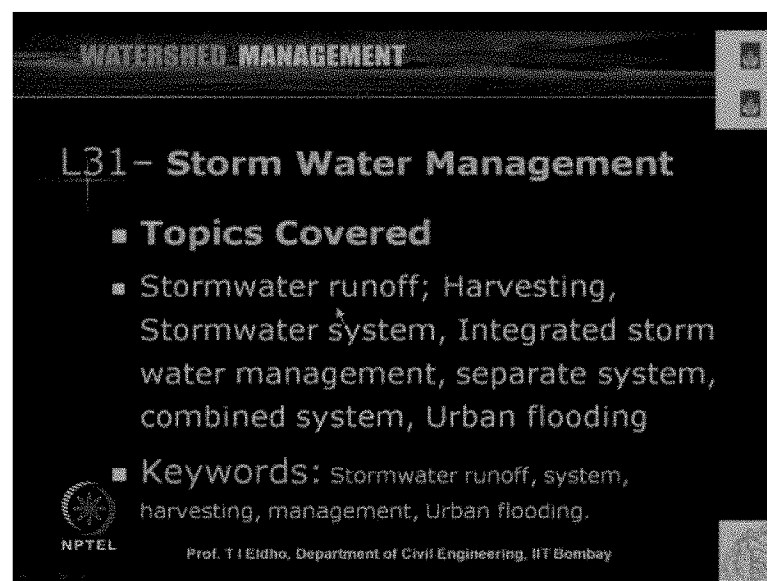 WATERSHED MANAGEMENT
L31– Storm Water Management
Topics Covered
Stormwater runoff; Harvesting,
Stormwater system, Integrated storm
water management, separate system,
combined system, Urban flooding
Keywords: Stormwater runoff, system,
harvesting, management, Urban flooding.
NPTEL
Prof. T I Eldho, Department of Civil Engineering, IIT Bombay